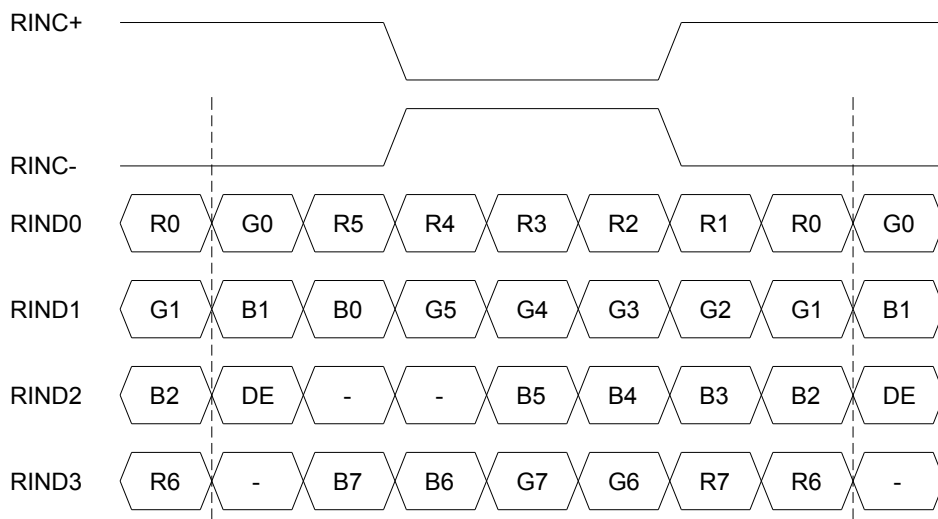 RINC+
RINC-
RIND0 R0 G0 R5 R4 R3 R2 R1 R0 G0
RIND1 G1 B1 B0 G5 G4 G3 G2 G1 B1
RIND2 B2 DE - - B5 B4 B3 B2 DE
RIND3 R6 - B7 B6 G7 G6 R7 R6 -